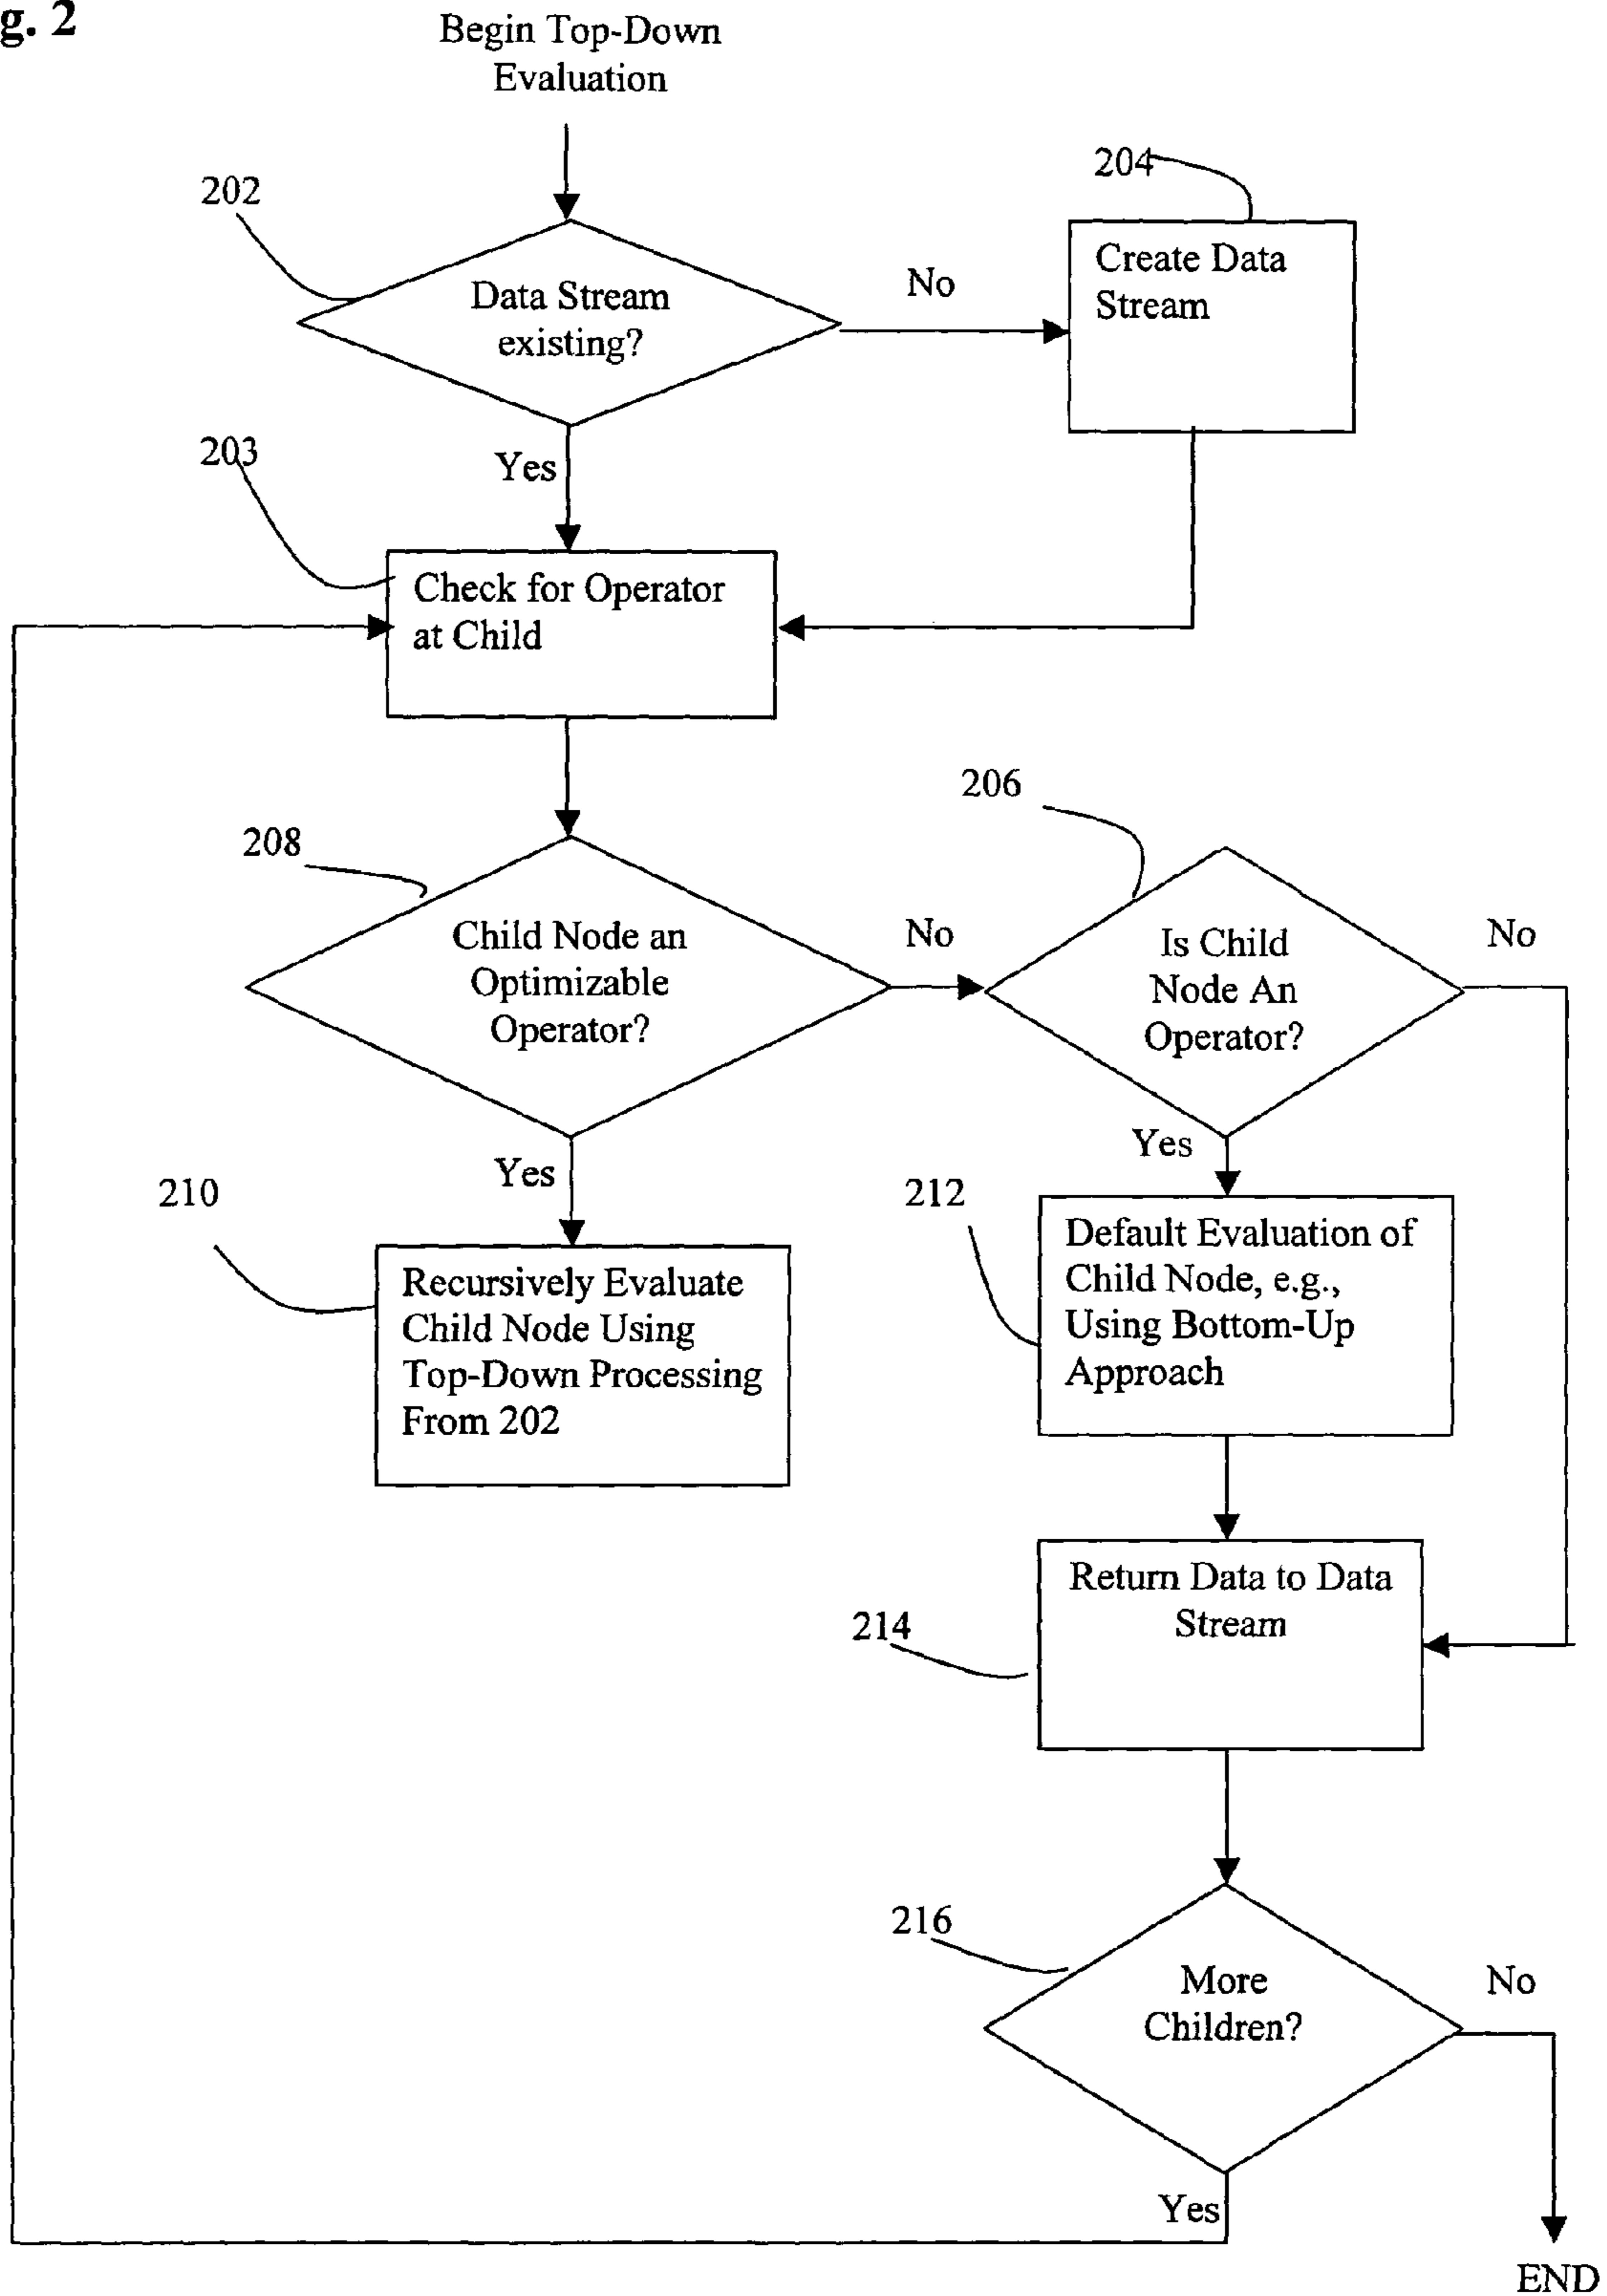 g. 2
Begin Top-Down
Evaluation
202
204
Data Stream
existing?
No
Create Data
Stream
Yes
203
Check for Operator
at Child
206
208
Child Node an
Optimizable
Operator?
No
Is Child
Node An
Operator?
No
Yes
Yes
210
212
Recursively Evaluate
Child Node Using
Top-Down Processing
From 202
Default Evaluation of
Child Node, e.g.,
Using Bottom-Up
Approach
Return Data to Data
Stream
214
216
More
Children?
No
Yes
END